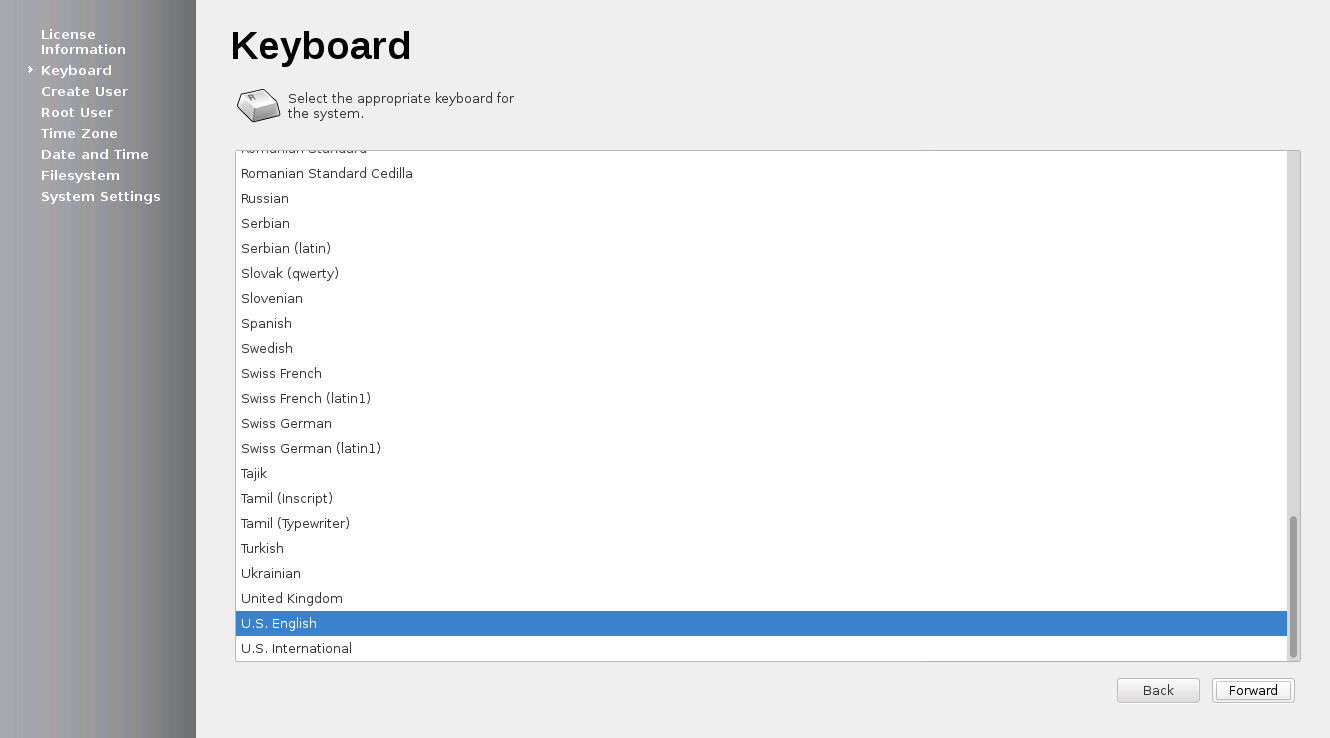 License
Information
Keyboard
Create User
Root User
Time Zone
Date and Time
Filesystem
System Settings
Keyboard
R
Select the appropriate keyboard for
the system.
Romanian Standard
Romanian Standard Cedilla
Russian
Serbian
Serbian (latin)
Slovak (qwerty)
Slovenian
Spanish
Swedish
Swiss French
Swiss French (latin1)
Swiss German
Swiss German (latin1)
Tajik
Tamil (Inscript)
Tamil (Typewriter)
Turkish
Ukrainian
United Kingdom
U.S. English
U.S. International
Back
Forward